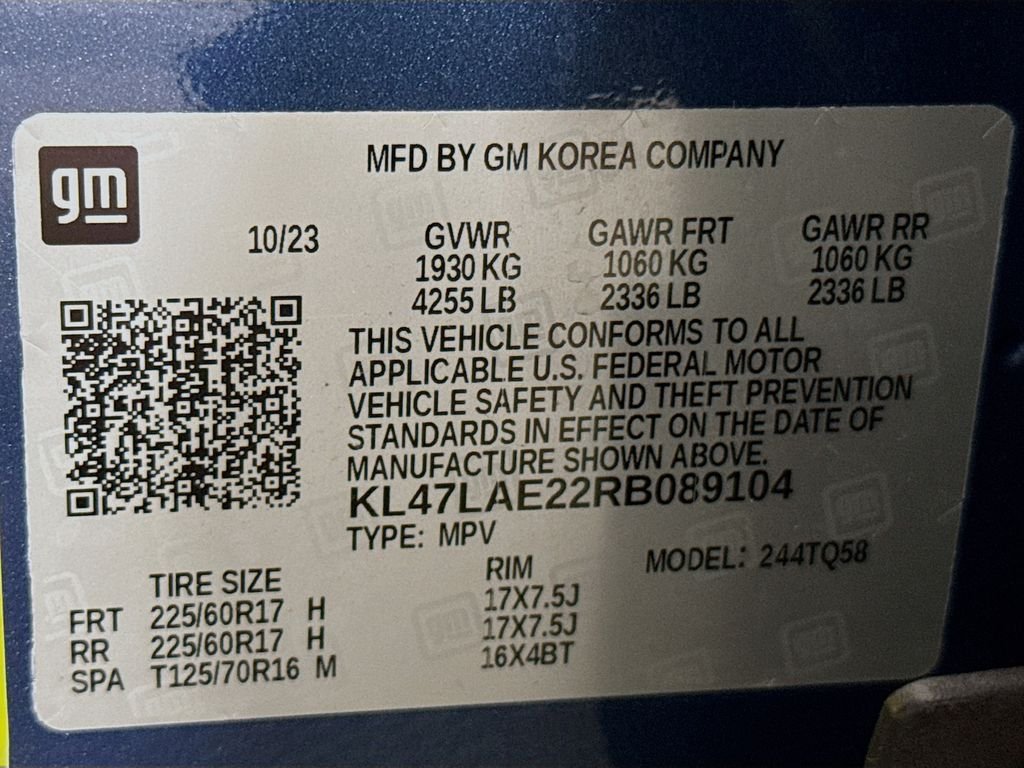 gm
MFD BY GM KOREA COMPANY
10/23 GVWR GAWR FRT GAWR RR
1930 KG 1060 KG 1060 KG
4255 LB 2336 LB 2336 LB
THIS VEHICLE CONFORMS TO ALL
APPLICABLE U.S. FEDERAL MOTOR
VEHICLE SAFETY AND THEFT PREVENTION
STANDARDS IN EFFECT ON THE DATE OF
MANUFACTURE SHOWN ABOVE.
KL47LAE22RB089104
TYPE: MPV MODEL: 244TQ58
TIRE SIZE RIM
FRT 225/60R17 H 17X7.5J
RR 225/60R17 H 17X7.5J
SPA T125/70R16 M 16X4BT